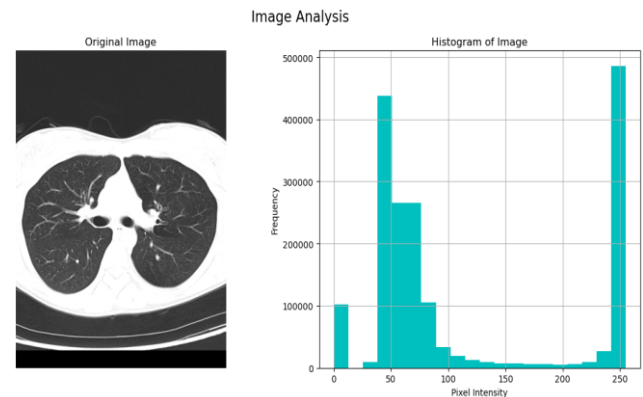 Image Analysis
Original Image
Histogram of Image
500000
400000
300000
200000
100000
0
Frequency
0 50 100 150 200 250
Pixel Intensity